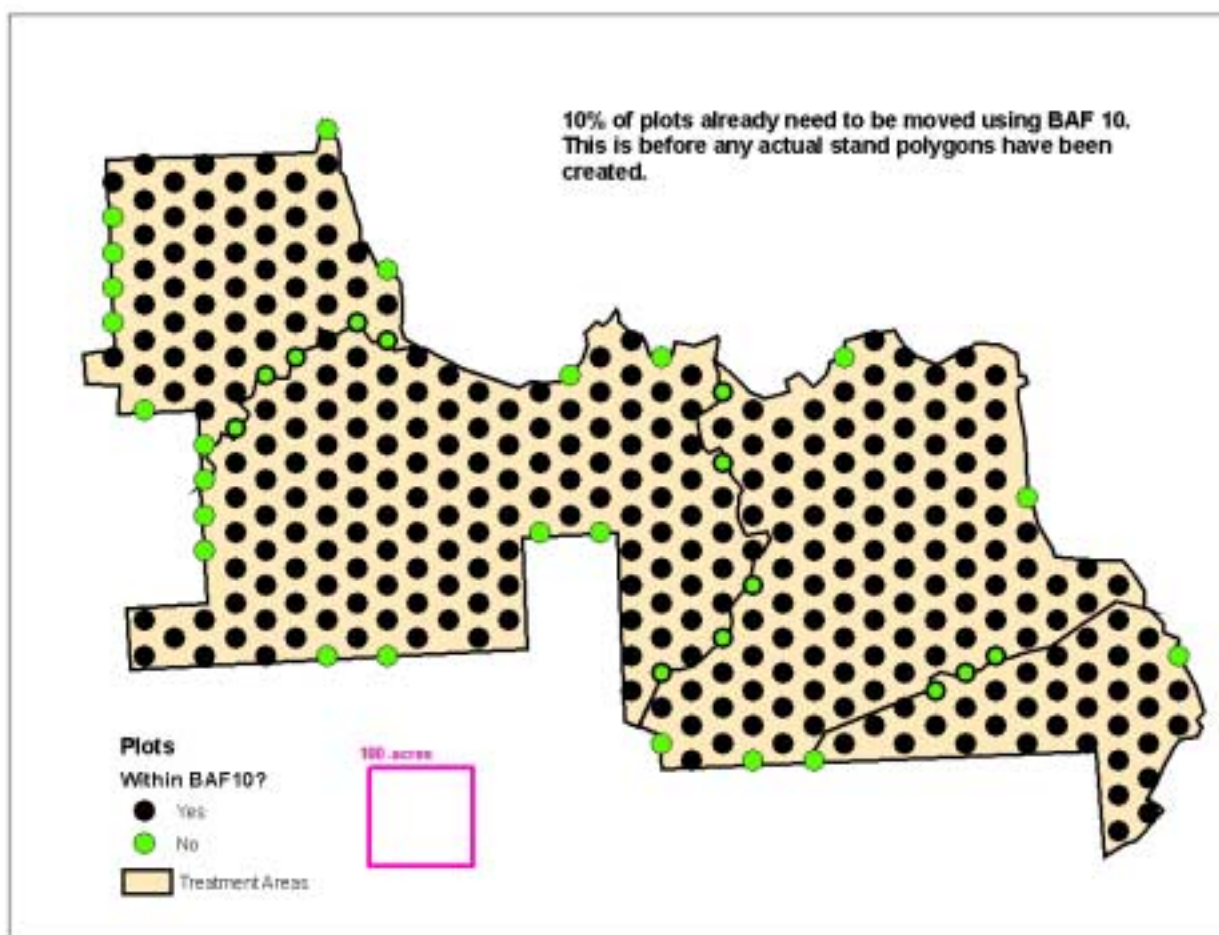 10% of plots already need to be moved using BAF 10.
This is before any actual stand polygons have been
created.
Plots
Within BAF10?
Yes
No
Treatment Areas
100 acres